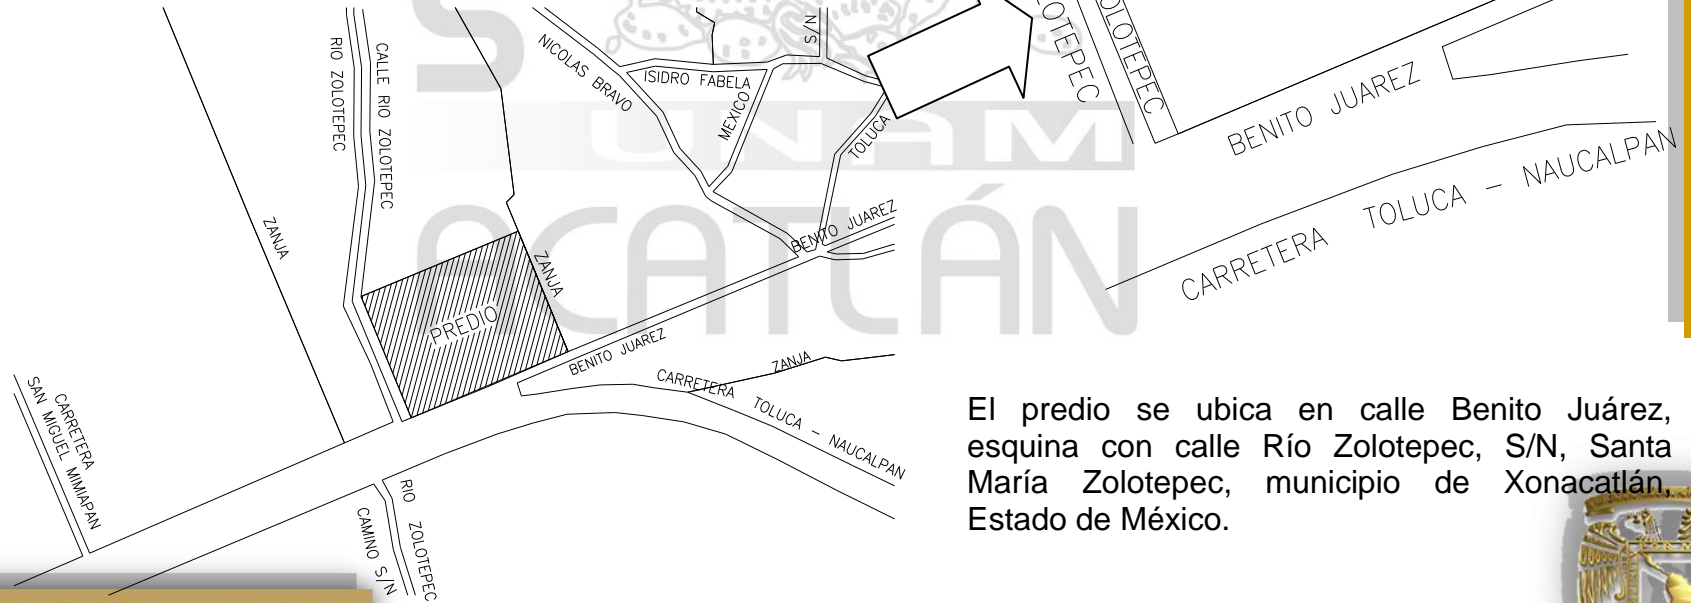 RIO ZOLOTEPEC
CALLE RIO ZOLOTEPEC
NICOLAS BRAVO
ISIDRO FABELA
S/N
MEXICO
TOLUCA
BENITO JUAREZ
ZANJA
ZANJA
PREDIO
BENITO JUAREZ
ZANJA
CARRETERA TOLUCA - NAUCALPAN
CARRETERA
SAN MIGUEL MIMIAPAN
CAMINO S/N
RIO ZOLOTEPEC
OLOTEPEC
OLOTEPEC
BENITO JUAREZ
CARRETERA TOLUCA - NAUCALPAN
UNAM
ACATLÁN
El predio se ubica en calle Benito Juárez,
esquina con calle Río Zolotepec, S/N, Santa
María Zolotepec, municipio de Xonacatlán,
Estado de México.